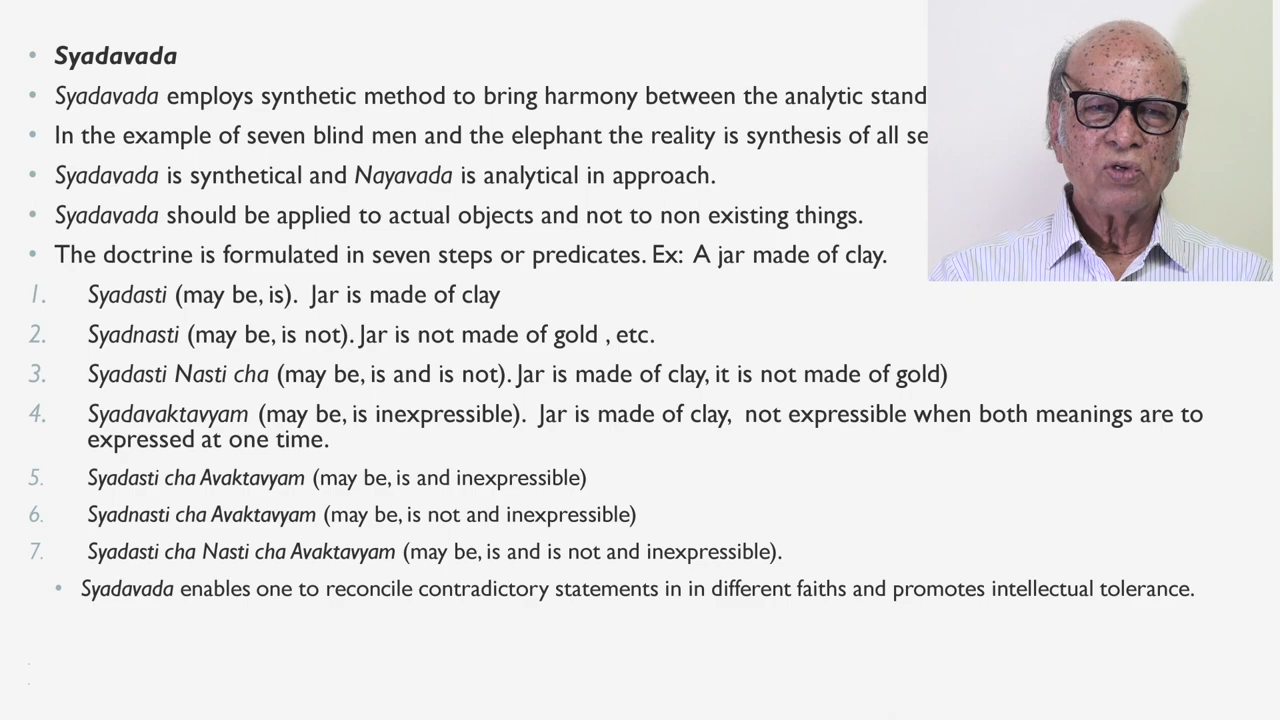 • Syadavada
• Syadavada employs synthetic method to bring harmony between the analytic stand
• In the example of seven blind men and the elephant the reality is synthesis of all se
• Syadavada is synthetical and Nayavada is analytical in approach.
• Syadavada should be applied to actual objects and not to non existing things.
• The doctrine is formulated in seven steps or predicates. Ex: A jar made of clay.
1. Syadasti (may be, is). Jar is made of clay
2. Syadnasti (may be, is not). Jar is not made of gold , etc.
3. Syadasti Nasti cha (may be, is and is not). Jar is made of clay, it is not made of gold)
4. Syadavaktavyam (may be, is inexpressible). Jar is made of clay, not expressible when both meanings are to
expressed at one time.
5. Syadasti cha Avaktavyam (may be, is and inexpressible)
6. Syadnasti cha Avaktavyam (may be, is not and inexpressible)
7. Syadasti cha Nasti cha Avaktavyam (may be, is and is not and inexpressible).
• Syadavada enables one to reconcile contradictory statements in in different faiths and promotes intellectual tolerance.